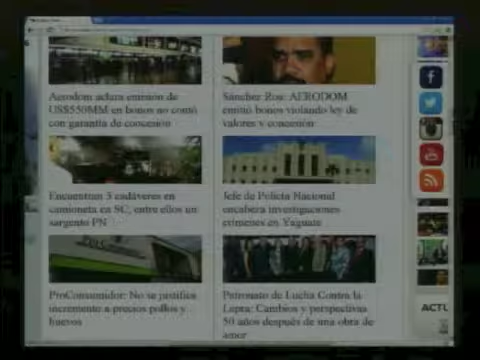 Aerodom aclara emisión de
US$550MM en bonos no contó
con garantía de concesión
Sánchez Roa: AERODOM
emitió bonos violando ley de
valores y concesión
Encuentran 3 cadáveres en
camioneta en SC, entre ellos un
sargento PN
Jefe de Policía Nacional
encabeza investigaciones
crímenes en Yaguate
ProConsumidor: No se justifica
incremento a precios pollos y
huevos
Patronato de Lucha Contra la
Lepra: Cambios y perspectivas
50 años después de una obra de
amor
ACTU